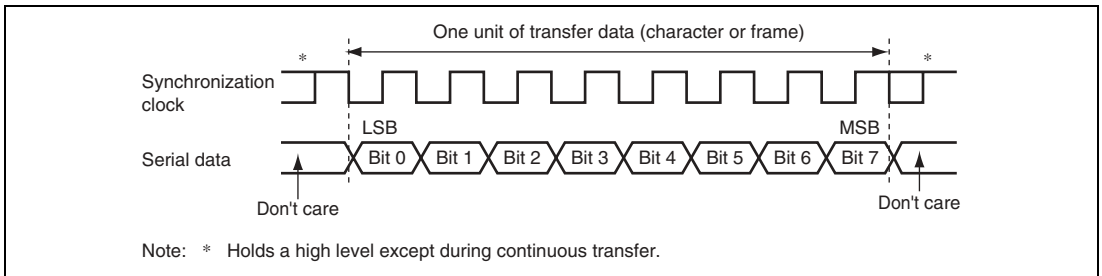 One unit of transfer data (character or frame)
*
*
Synchronization
clock
LSB
MSB
Serial data
Bit 0
Bit 1
Bit 2
Bit 3
Bit 4
Bit 5
Bit 6
Bit 7
Don't care
Don't care
Note: * Holds a high level except during continuous transfer.